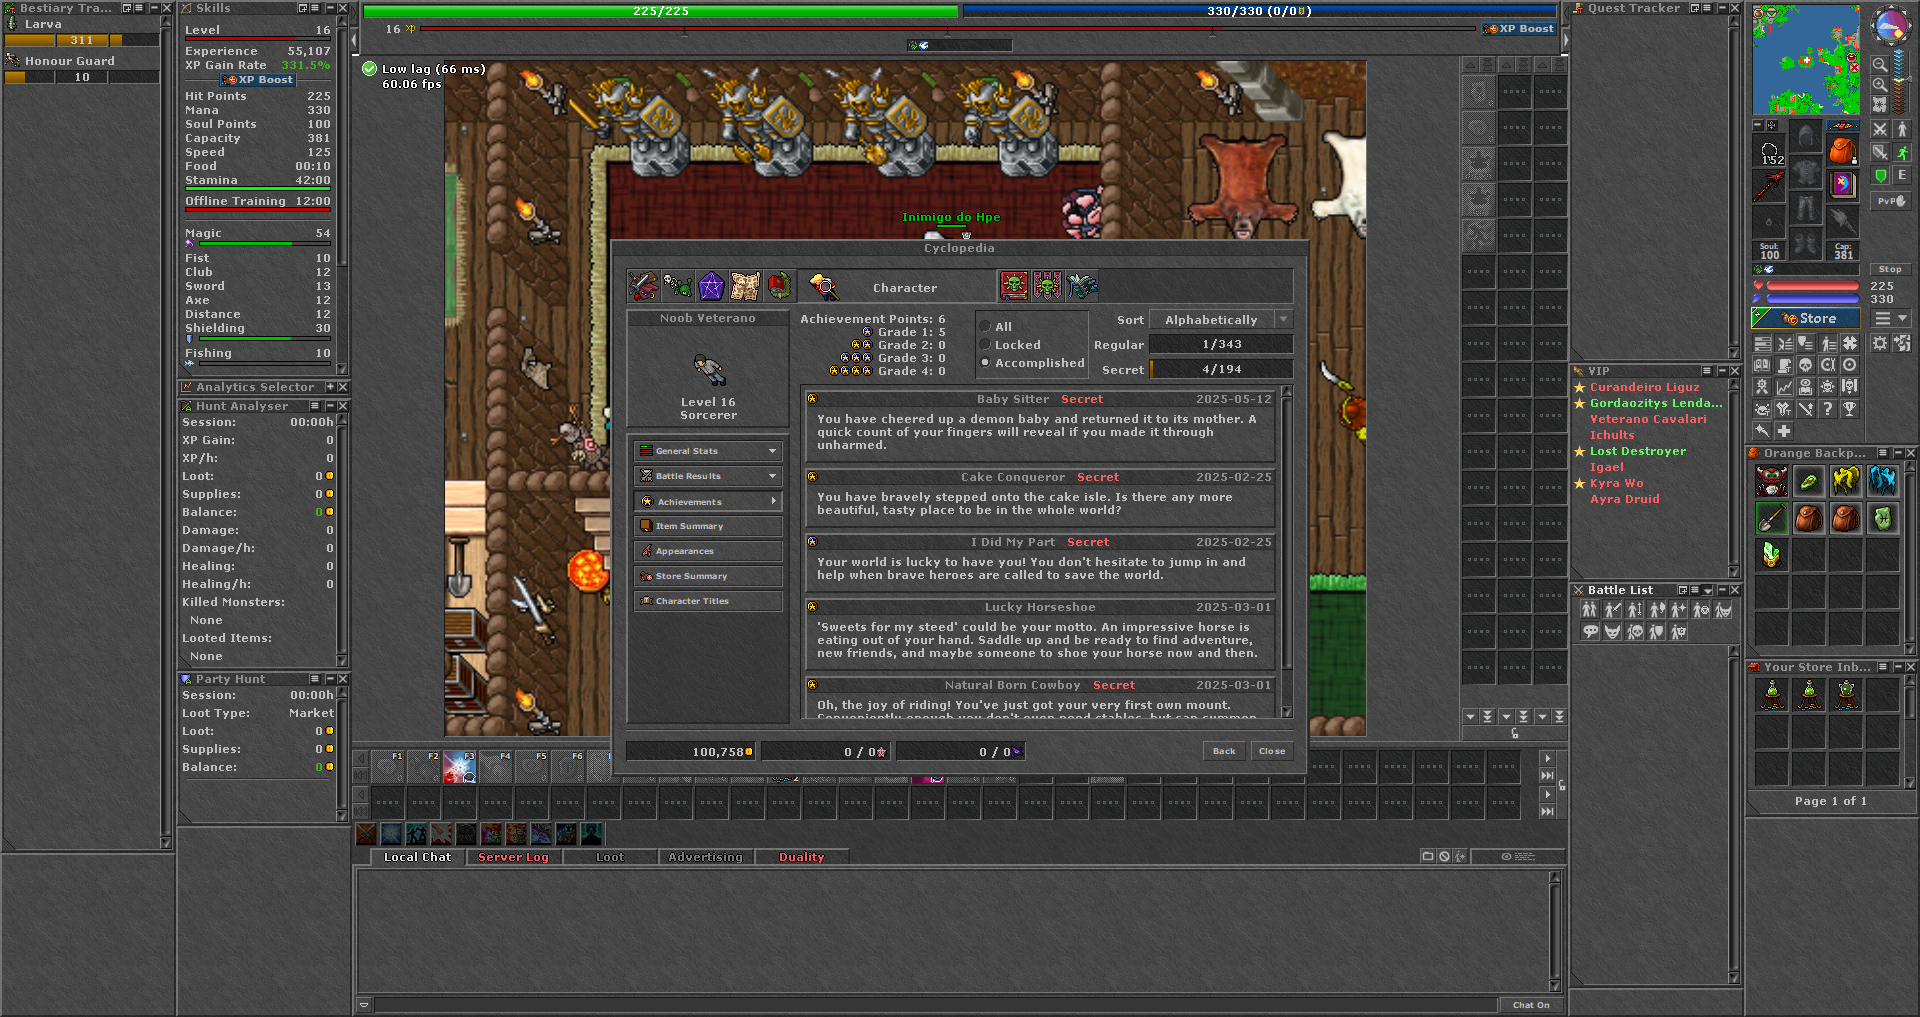 Bestiary Tra...
Larva
311
Honour Guard
10
Skills
Level 16
Experience 55,107
XP Gain Rate 331.5%
XP Boost
Hit Points 225
Mana 330
Soul Points 100
Capacity 381
Speed 125
Food 00:10
Stamina 42:00
Offline Training 12:00
Magic 54
Fist 10
Club 12
Sword 13
Axe 12
Distance 12
Shielding 30
Fishing 10
Analytics Selector
Hunt Analyser
Session: 00:00h
XP Gain: 0
XP/h: 0
Loot: 0
Supplies: 0
Balance: 0
Damage: 0
Damage/h: 0
Healing: 0
Healing/h: 0
Killed Monsters:
None
Looted Items:
None
Party Hunt
Session: 00:00h
Loot Type: Market
Loot: 0
Supplies: 0
Balance: 0
225/225
330/330 (0/0)
16 XP
XP Boost
Low lag (66 ms)
60.06 fps
Inimigo do Hpe
Cyclopedia
Character
Noob Veterano
Level 16
Sorcerer
General Stats
Battle Results
Achievements
Item Summary
Appearances
Store Summary
Character Titles
Achievement Points: 6
Grade 1: 5
Grade 2: 0
Grade 3: 0
Grade 4: 0
All
Locked
Accomplished
Sort Alphabetically
Regular 1/343
Secret 4/194
Baby Sitter Secret 2025-05-12
You have cheered up a demon baby and returned it to its mother. A
quick count of your fingers will reveal if you made it through
unharmed.
Cake Conqueror Secret 2025-02-25
You have bravely stepped onto the cake isle. Is there any more
beautiful, tasty place to be in the whole world?
I Did My Part Secret 2025-02-25
Your world is lucky to have you! You don't hesitate to jump in and
help when brave heroes are called to save the world.
Lucky Horseshoe 2025-03-01
'Sweets for my steed' could be your motto. An impressive horse is
eating out of your hand. Saddle up and be ready to find adventure,
new friends, and maybe someone to shoe your horse now and then.
Natural Born Cowboy Secret 2025-03-01
Oh, the joy of riding! You've just got your very first own mount.
Conveniently enough you don't even need stables, but can summon
100,758
0 / 0
0 / 0
Back
Close
F1
F2
F3
F4
F5
F6
Local Chat
Server Log
Loot
Advertising
Duality
Chat On
Quest Tracker
VIP
Curandeiro Liguz
Gordaozitys Lenda...
Veterano Cavalari
Ichults
Lost Destroyer
Igael
Kyra Wo
Ayra Druid
Battle List
152
E
PvP
Soul:
100
Cap:
381
Stop
225
330
Store
Orange Backp...
Your Store Inb...
Page 1 of 1